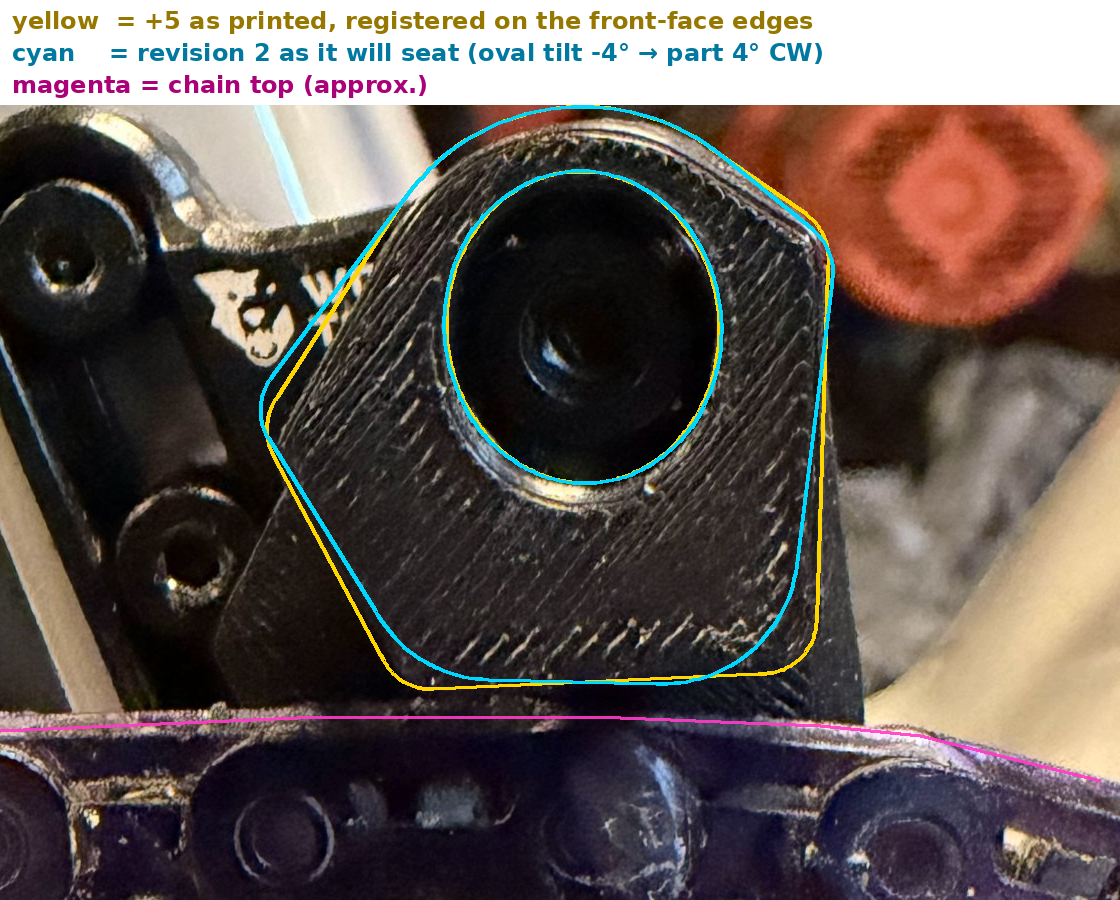 yellow = +5 as printed, registered on the front-face edges
cyan = revision 2 as it will seat (oval tilt -4° → part 4° CW)
magenta = chain top (approx.)